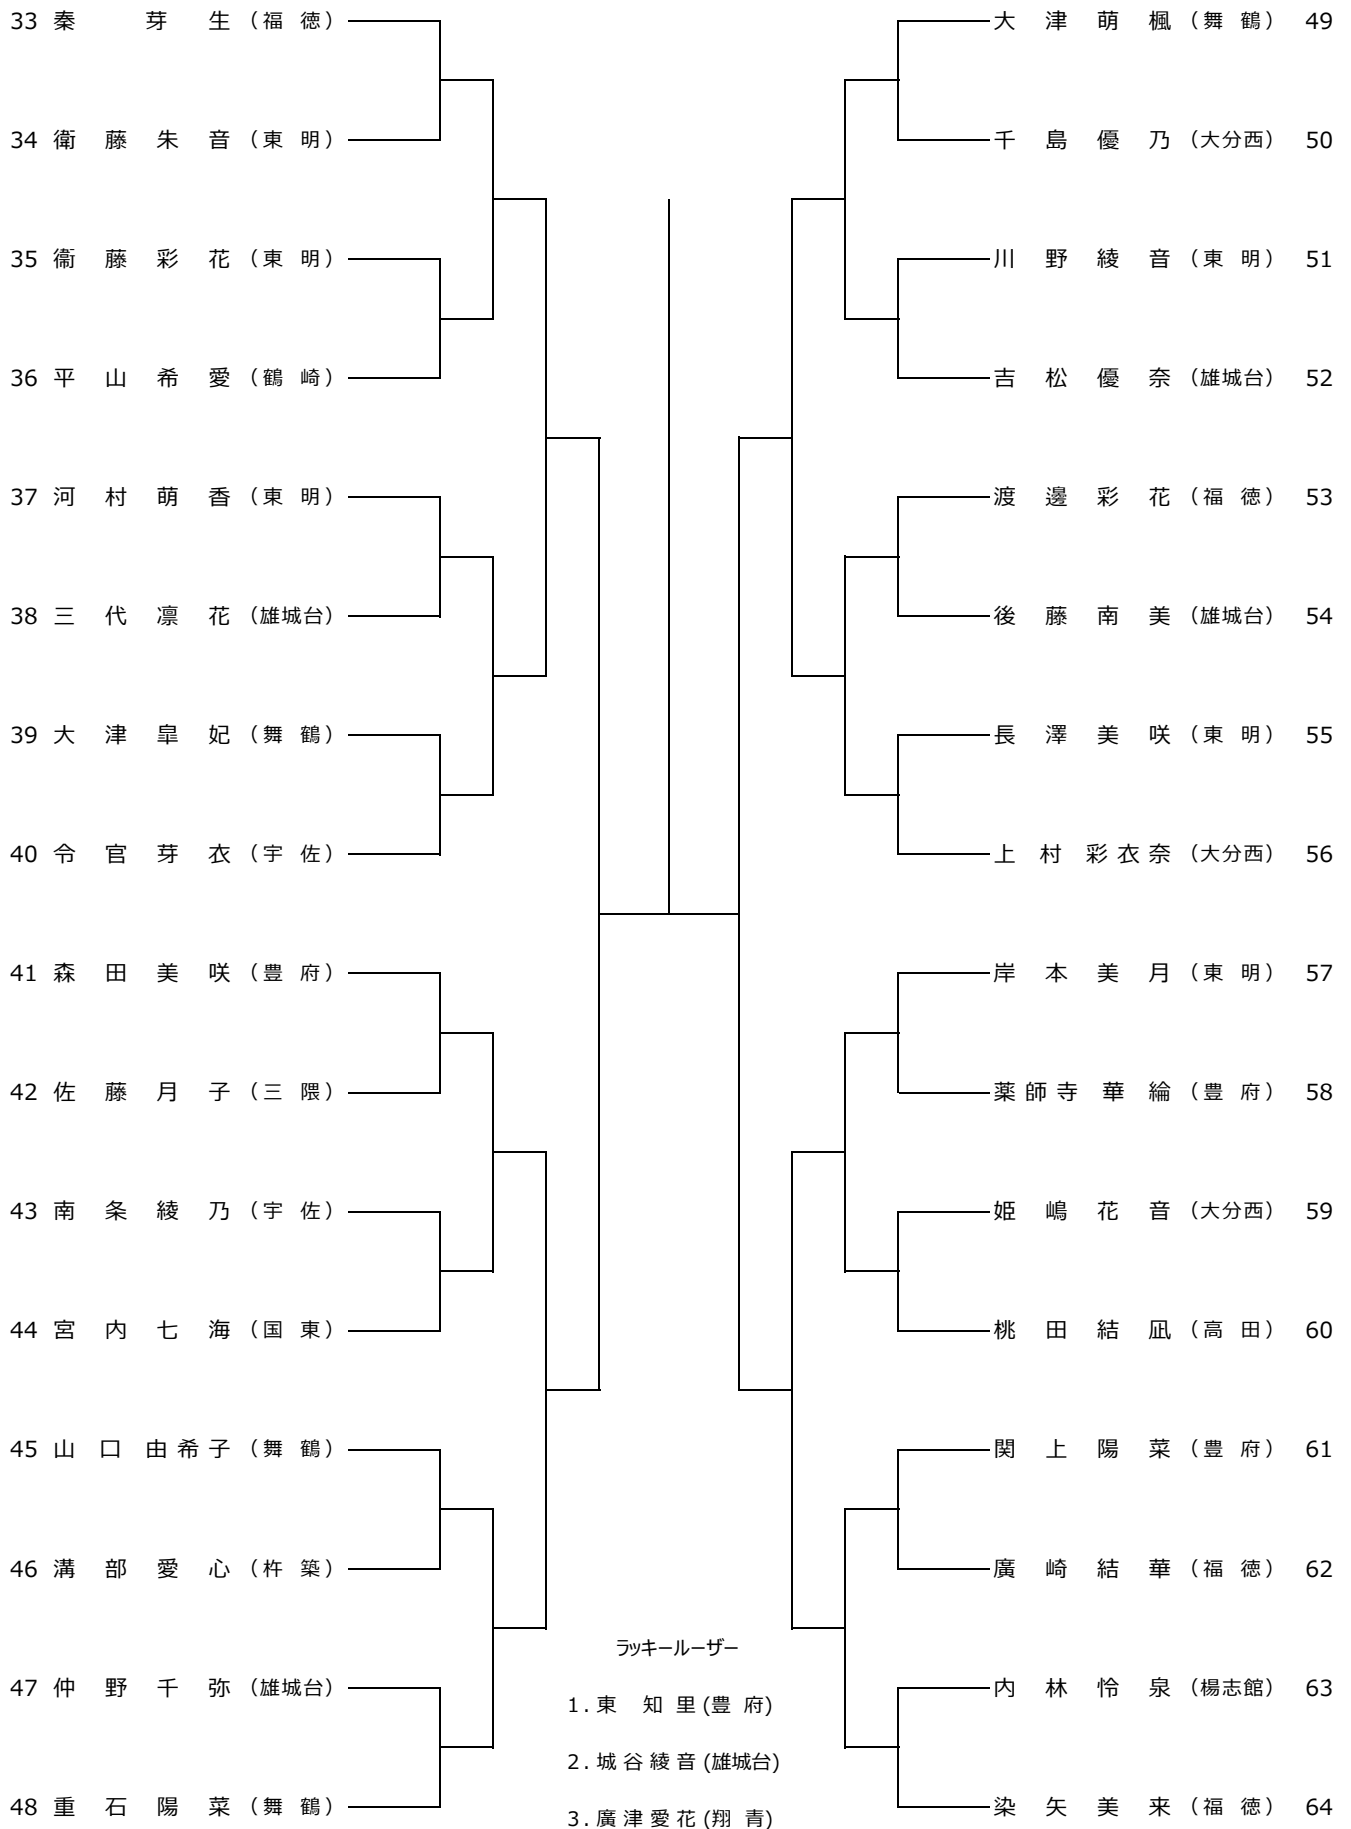 33 秦 芽 生 (福 徳)
34 衛 藤 朱 音 (東 明)
35 衞 藤 彩 花 (東 明)
36 平 山 希 愛 (鶴 崎)
37 河 村 萌 香 (東 明)
38 三 代 凛 花 (雄城台)
39 大 津 皐 妃 (舞 鶴)
40 令 官 芽 衣 (宇 佐)
41 森 田 美 咲 (豊 府)
42 佐 藤 月 子 (三 隈)
43 南 条 綾 乃 (宇 佐)
44 宮 内 七 海 (国 東)
45 山 口 由 希 子 (舞 鶴)
46 溝 部 愛 心 (杵 築)
47 仲 野 千 弥 (雄城台)
48 重 石 陽 菜 (舞 鶴)
大 津 萌 楓 (舞 鶴) 49
千 島 優 乃 (大分西) 50
川 野 綾 音 (東 明) 51
吉 松 優 奈 (雄城台) 52
渡 邊 彩 花 (福 徳) 53
後 藤 南 美 (雄城台) 54
長 澤 美 咲 (東 明) 55
上 村 彩 衣 奈 (大分西) 56
岸 本 美 月 (東 明) 57
薬 師 寺 華 綸 (豊 府) 58
姫 嶋 花 音 (大分西) 59
桃 田 結 凪 (高 田) 60
関 上 陽 菜 (豊 府) 61
廣 崎 結 華 (福 徳) 62
内 林 怜 泉 (楊志館) 63
染 矢 美 来 (福 徳) 64
ラッキールーザー
1. 東 知 里 (豊 府)
2. 城 谷 綾 音 (雄城台)
3. 廣 津 愛 花 (翔 青)